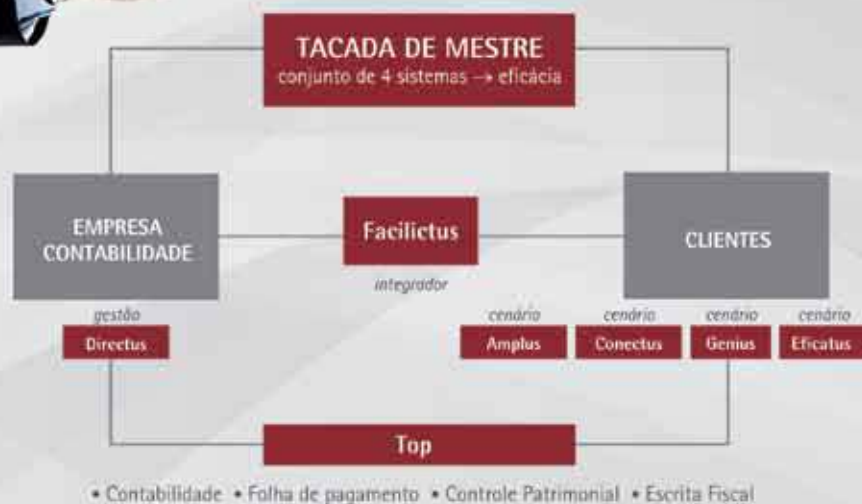 TACADA DE MESTRE
conjunto de 4 sistemas → eficácia
EMPRESA
CONTABILIDADE
Facilictus
integrador
CLIENTES
gestão
Directus
cenário
Amplus
cenário
Conectus
cenário
Genius
cenário
Eficatus
Top
• Contabilidade • Folha de pagamento • Controle Patrimonial • Escrita Fiscal